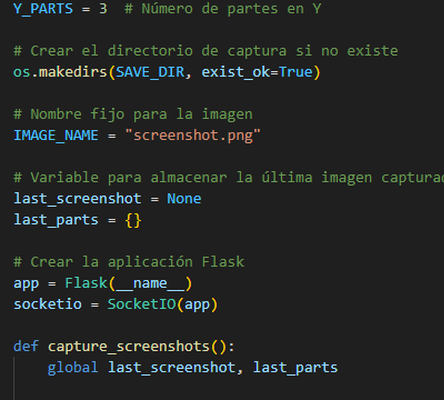 Y_PARTS = 3  # Número de partes en Y
# Crear el directorio de captura si no existe
os.makedirs(SAVE_DIR, exist_ok=True)
# Nombre fijo para la imagen
IMAGE_NAME = "screenshot.png"
# Variable para almacenar la última imagen capturad
last_screenshot = None
last_parts = {}
# Crear la aplicación Flask
app = Flask(__name__)
socketio = SocketIO(app)
def capture_screenshots():
    global last_screenshot, last_parts